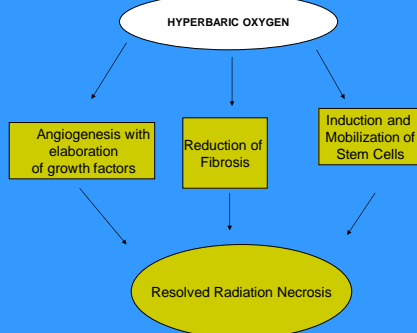 HYPERBARIC OXYGEN
Angiogenesis with
elaboration
of growth factors
Reduction of
Fibrosis
Induction and
Mobilization of
Stem Cells
Resolved Radiation Necrosis